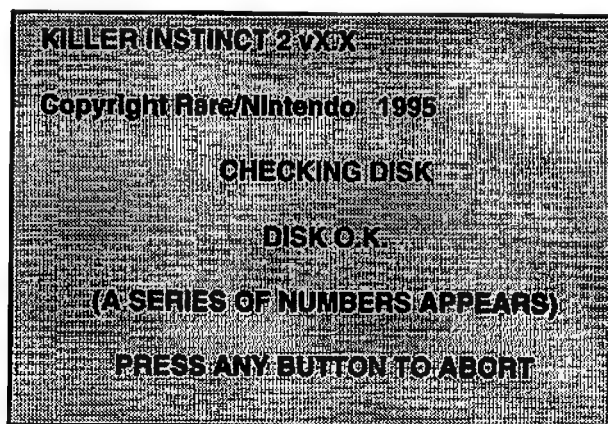 KILLER INSTINCT 2 vX.X
Copyright Rare/Nintendo 1995
CHECKING DISK
DISK O.K.
(A SERIES OF NUMBERS APPEARS)
PRESS ANY BUTTON TO ABORT